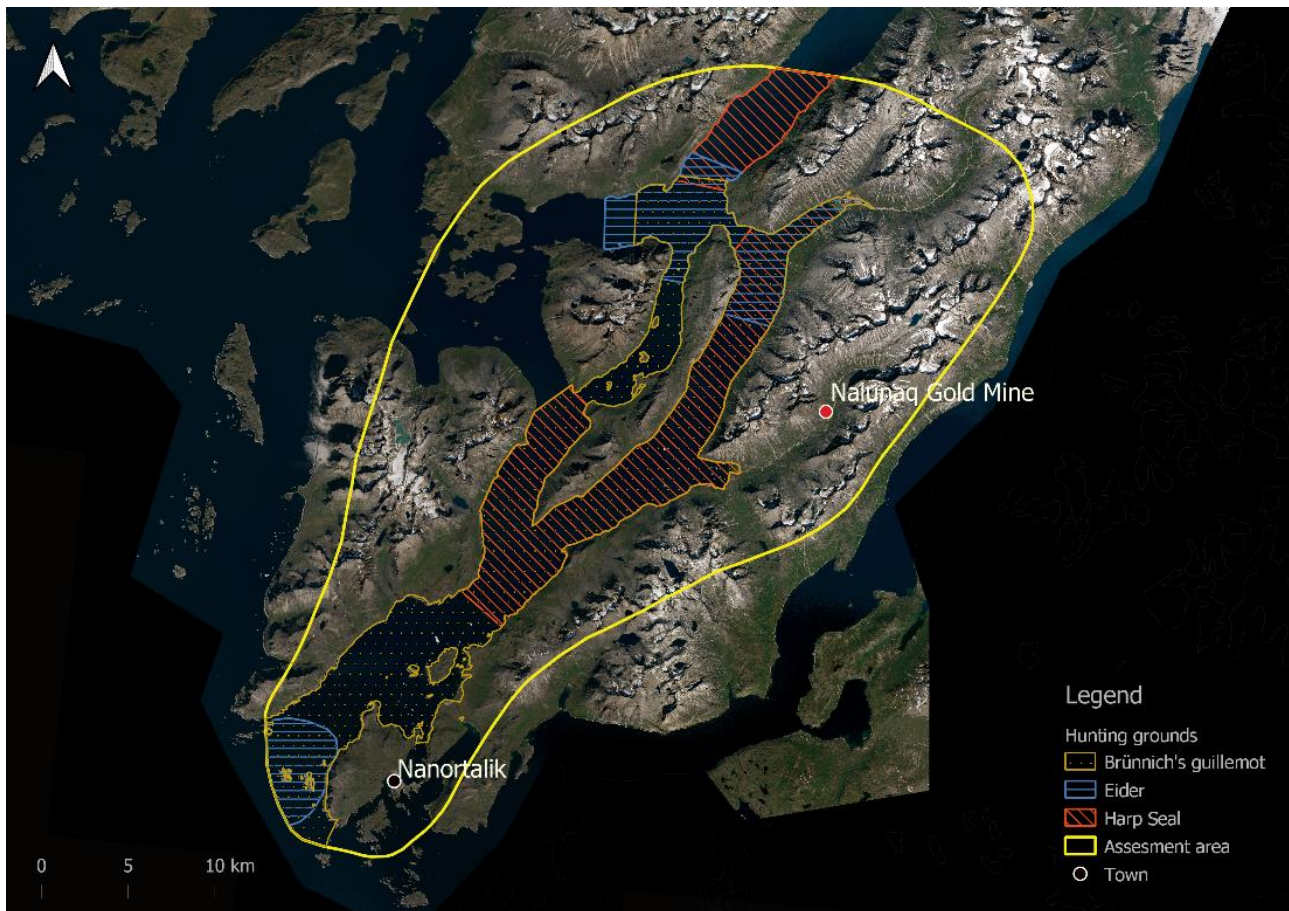 Nalunaq Gold Mine
Nanortalik
0 5 10 km
Legend
Hunting grounds
Brünnich's guillemot
Eider
Harp Seal
Assesment area
Town